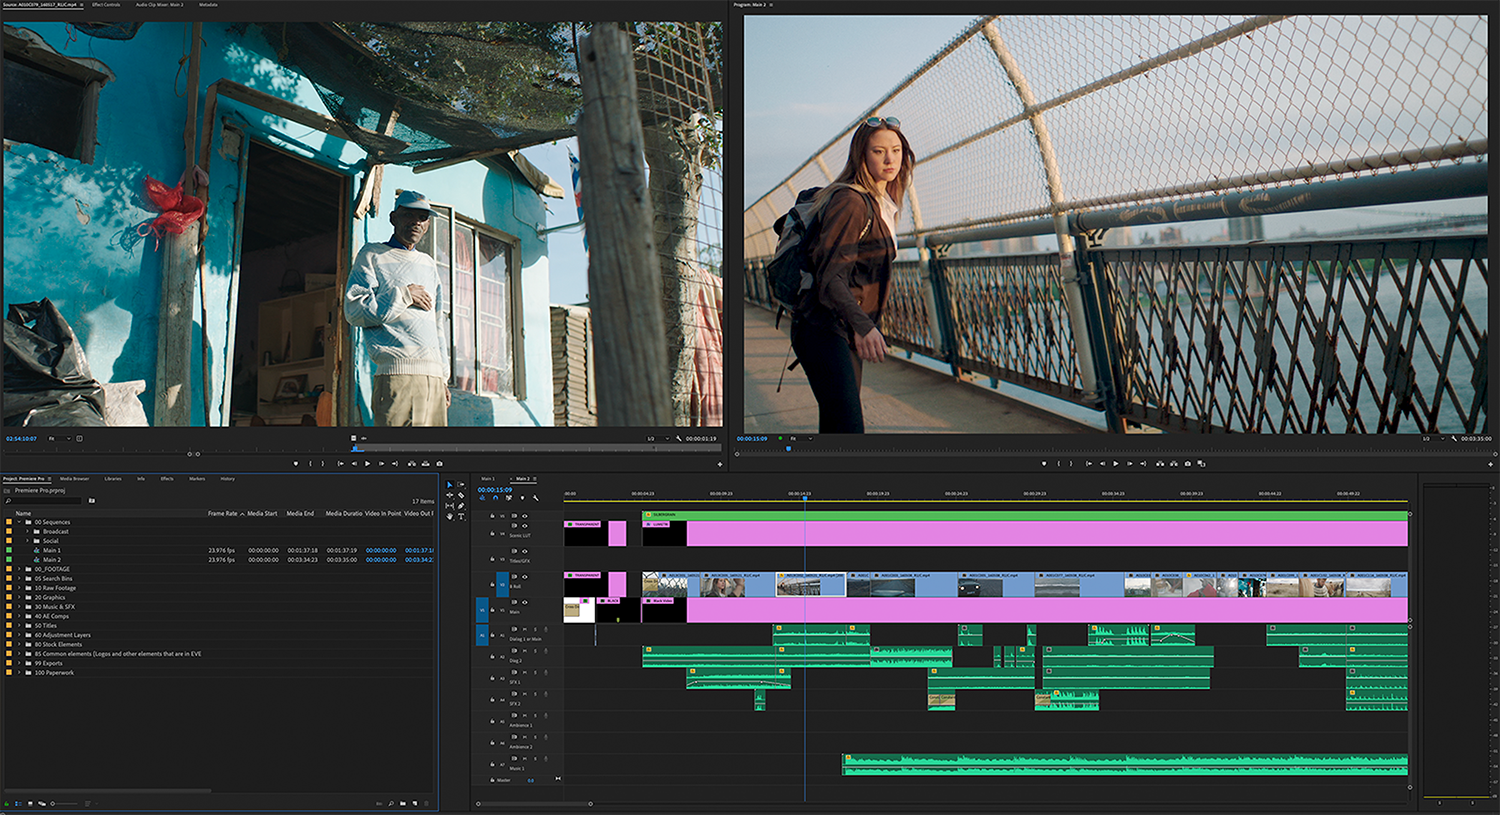 Source: A010C079_140317_R1JC.mp4
Effect Controls
Audio Clip Mixer: Main 2
Metadata
Program: Main 2
02:54:10:07
Fit
1/2
00:00:01:19
00:00:15:09
Fit
1/2
00:03:35:00
Project: Premiere Pro
Media Browser
Libraries
Info
Effects
Markers
History
Premiere Pro.prproj
17 Items
Name
Frame Rate
Media Start
Media End
Media Duratio
Video In Point
Video Out P
00 Sequences
Broadcast
Social
Main 1
23.976 fps
00:00:00:00
00:01:37:18
00:01:37:19
00:00:00:00
00:01:37:18
Main 2
23.976 fps
00:00:00:00
00:03:34:23
00:03:35:00
00:00:00:00
00:03:34:2
00_FOOTAGE
05 Search Bins
10 Raw Footage
20 Graphics
30 Music & SFX
40 AE Comps
50 Titles
60 Adjustment Layers
80 Stock Elements
85 Common elements [Logos and other elements that are in EVE
99 Exports
100 Paperwork
Main 1
Main 2
00:00:15:09
:00:00
00:00:04:23
00:00:09:23
00:00:14:23
00:00:19:23
00:00:24:23
00:00:29:23
00:00:34:23
00:00:39:23
00:00:44:22
00:00:49:22
Scenic LUT
TRANSPARENT
Titles/GFX
B Roll
TRANSPARENT
V1
Main
BLACK
Black Video
A1
Dialog 1 or Main
Diag 2
SFX 1
SFX 2
Ambience 1
Ambience 2
Music 1
Master
0.0